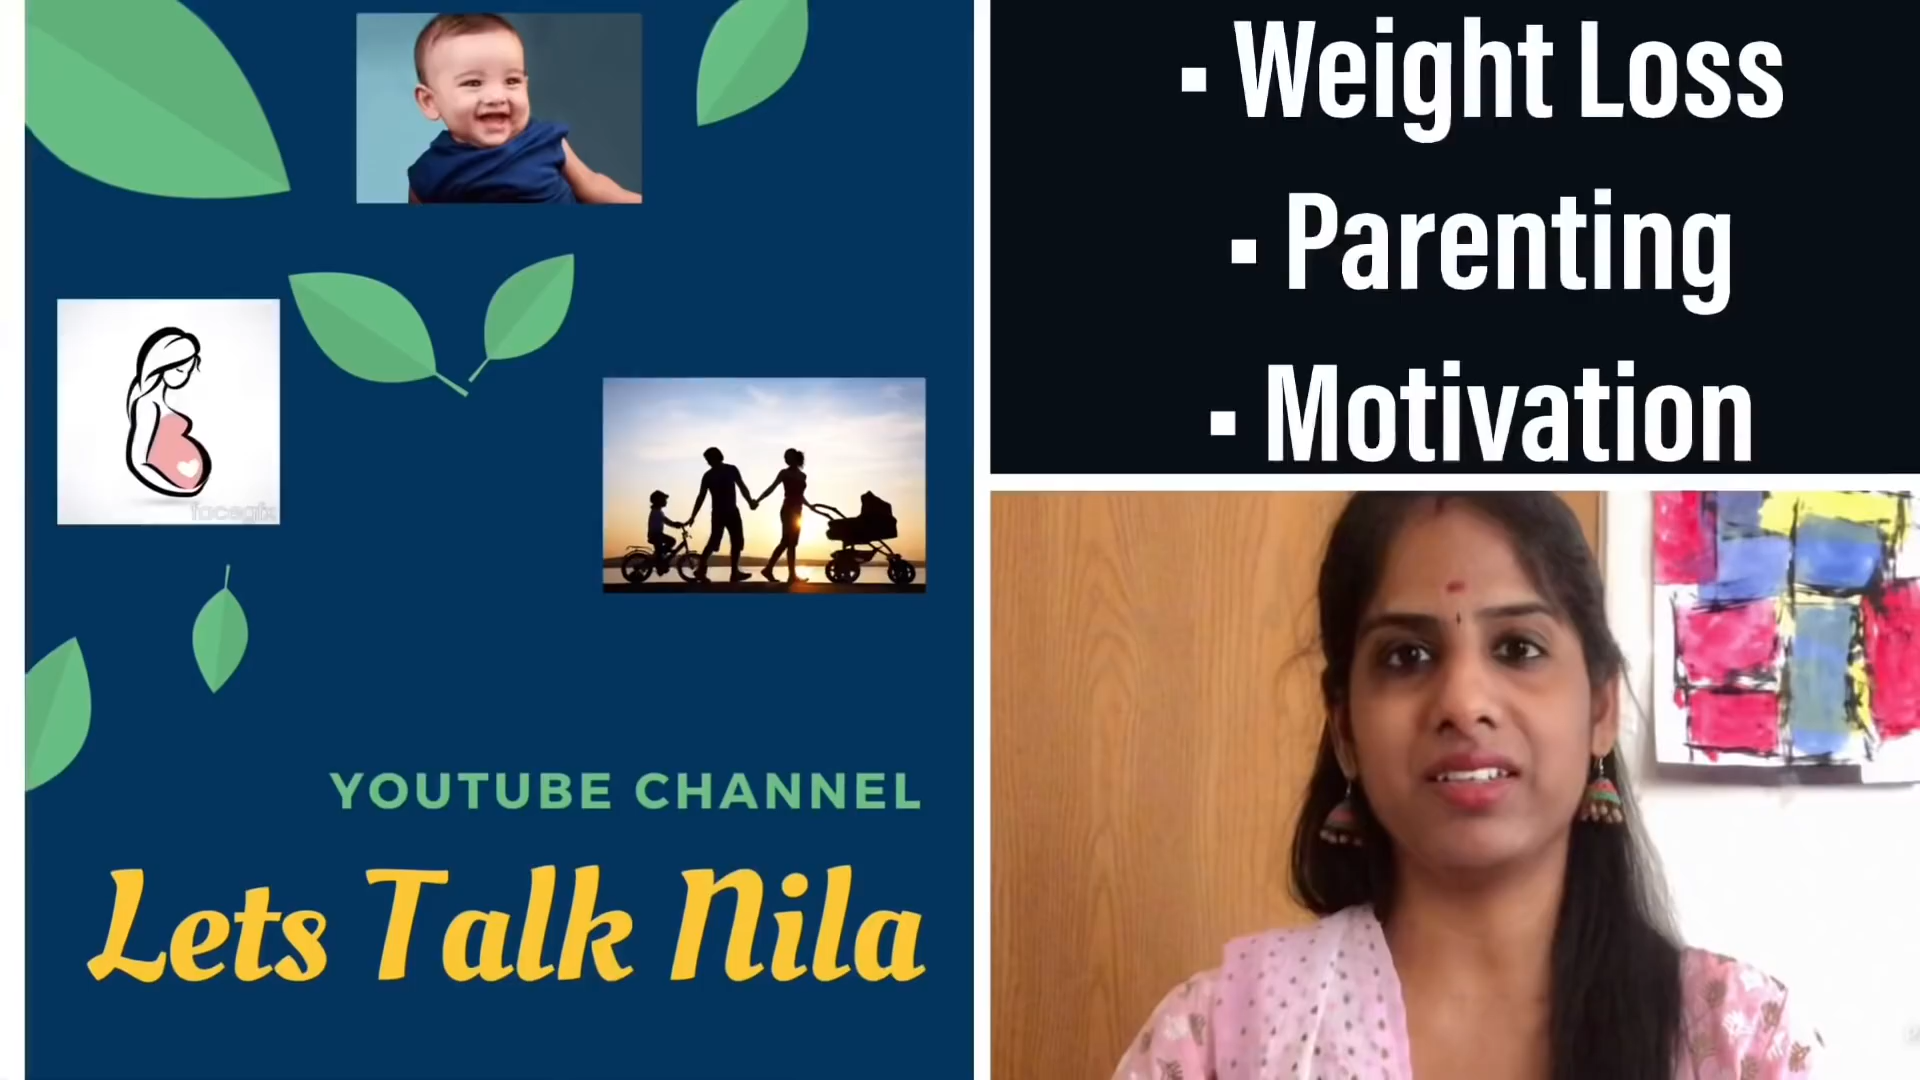 YOUTUBE CHANNEL
Lets Talk Nila
▪ Weight Loss
▪ Parenting
▪ Motivation